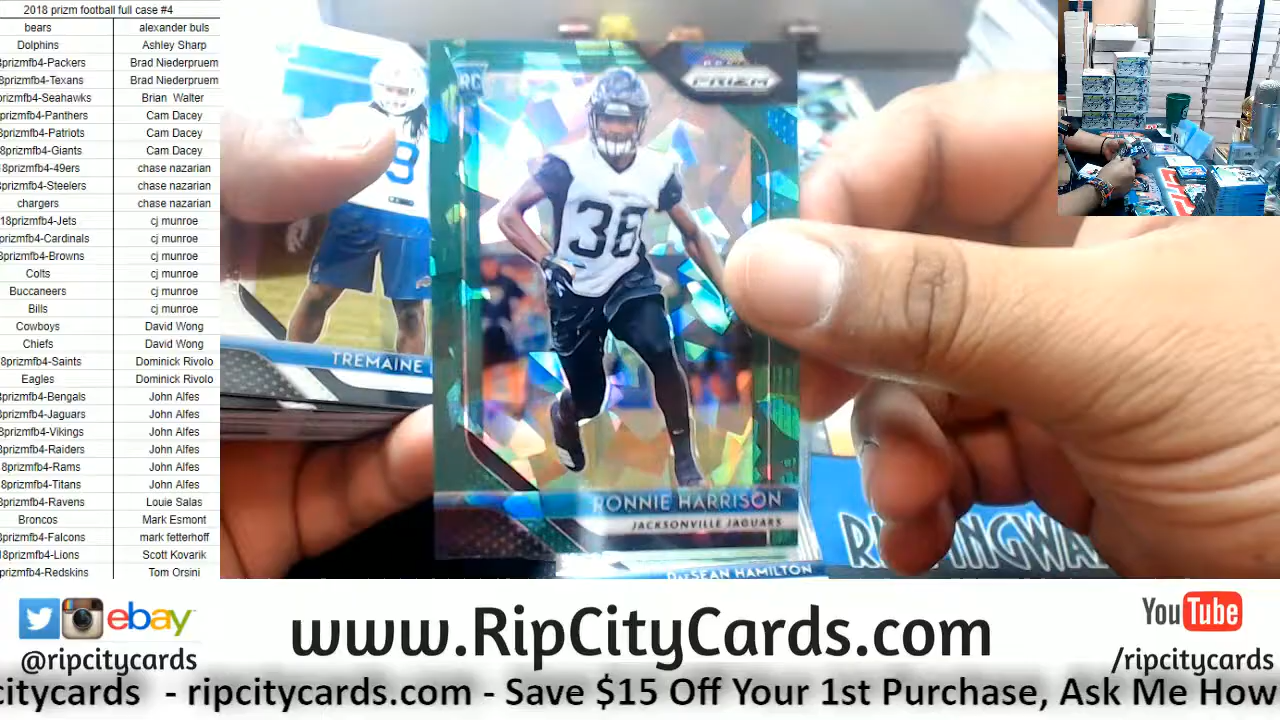 2018 prizm football full case #4
bears alexander buls
Dolphins Ashley Sharp
8prizmfb4-Packers Brad Niederpruem
8prizmfb4-Texans Brad Niederpruem
prizmfb4-Seahawks Brian Walter
8prizmfb4-Panthers Cam Dacey
8prizmfb4-Patriots Cam Dacey
8prizmfb4-Giants Cam Dacey
18prizmfb4-49ers chase nazarian
8prizmfb4-Steelers chase nazarian
chargers chase nazarian
18prizmfb4-Jets cj munroe
prizmfb4-Cardinals cj munroe
8prizmfb4-Browns cj munroe
Colts cj munroe
Buccaneers cj munroe
Bills cj munroe
Cowboys David Wong
Chiefs David Wong
8prizmfb4-Saints Dominick Rivolo
Eagles Dominick Rivolo
8prizmfb4-Bengals John Alfes
8prizmfb4-Jaguars John Alfes
8prizmfb4-Vikings John Alfes
8prizmfb4-Raiders John Alfes
8prizmfb4-Rams John Alfes
8prizmfb4-Titans John Alfes
8prizmfb4-Ravens Louie Salas
Broncos Mark Esmont
8prizmfb4-Falcons mark fetterhoff
18prizmfb4-Lions Scott Kovarik
prizmfb4-Redskins Tom Orsini
RC
PRIZM
38
9
TREMAINE
RONNIE HARRISON
JACKSONVILLE JAGUARS
DaeSEAN HAMILTON
ebay
@ripcitycards
www.RipCityCards.com
YouTube
/ripcitycards
citycards - ripcitycards.com - Save $15 Off Your 1st Purchase, Ask Me How